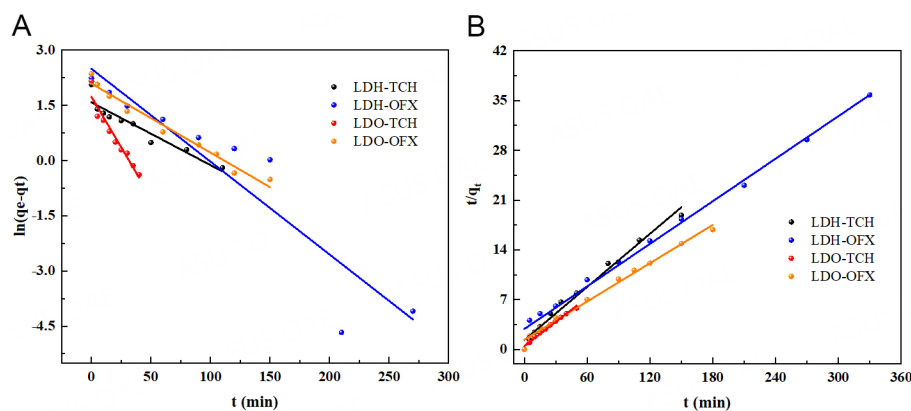 A
3.0
1.5
0.0
-1.5
-3.0
-4.5
ln(qe-qt)
0
50
100
150
200
250
300
t (min)
LDH-TCH
LDH-OFX
LDO-TCH
LDO-OFX
B
35
28
21
14
7
0
t/qt
0
60
120
180
240
300
360
t (min)
LDH-TCH
LDH-OFX
LDO-TCH
LDO-OFX